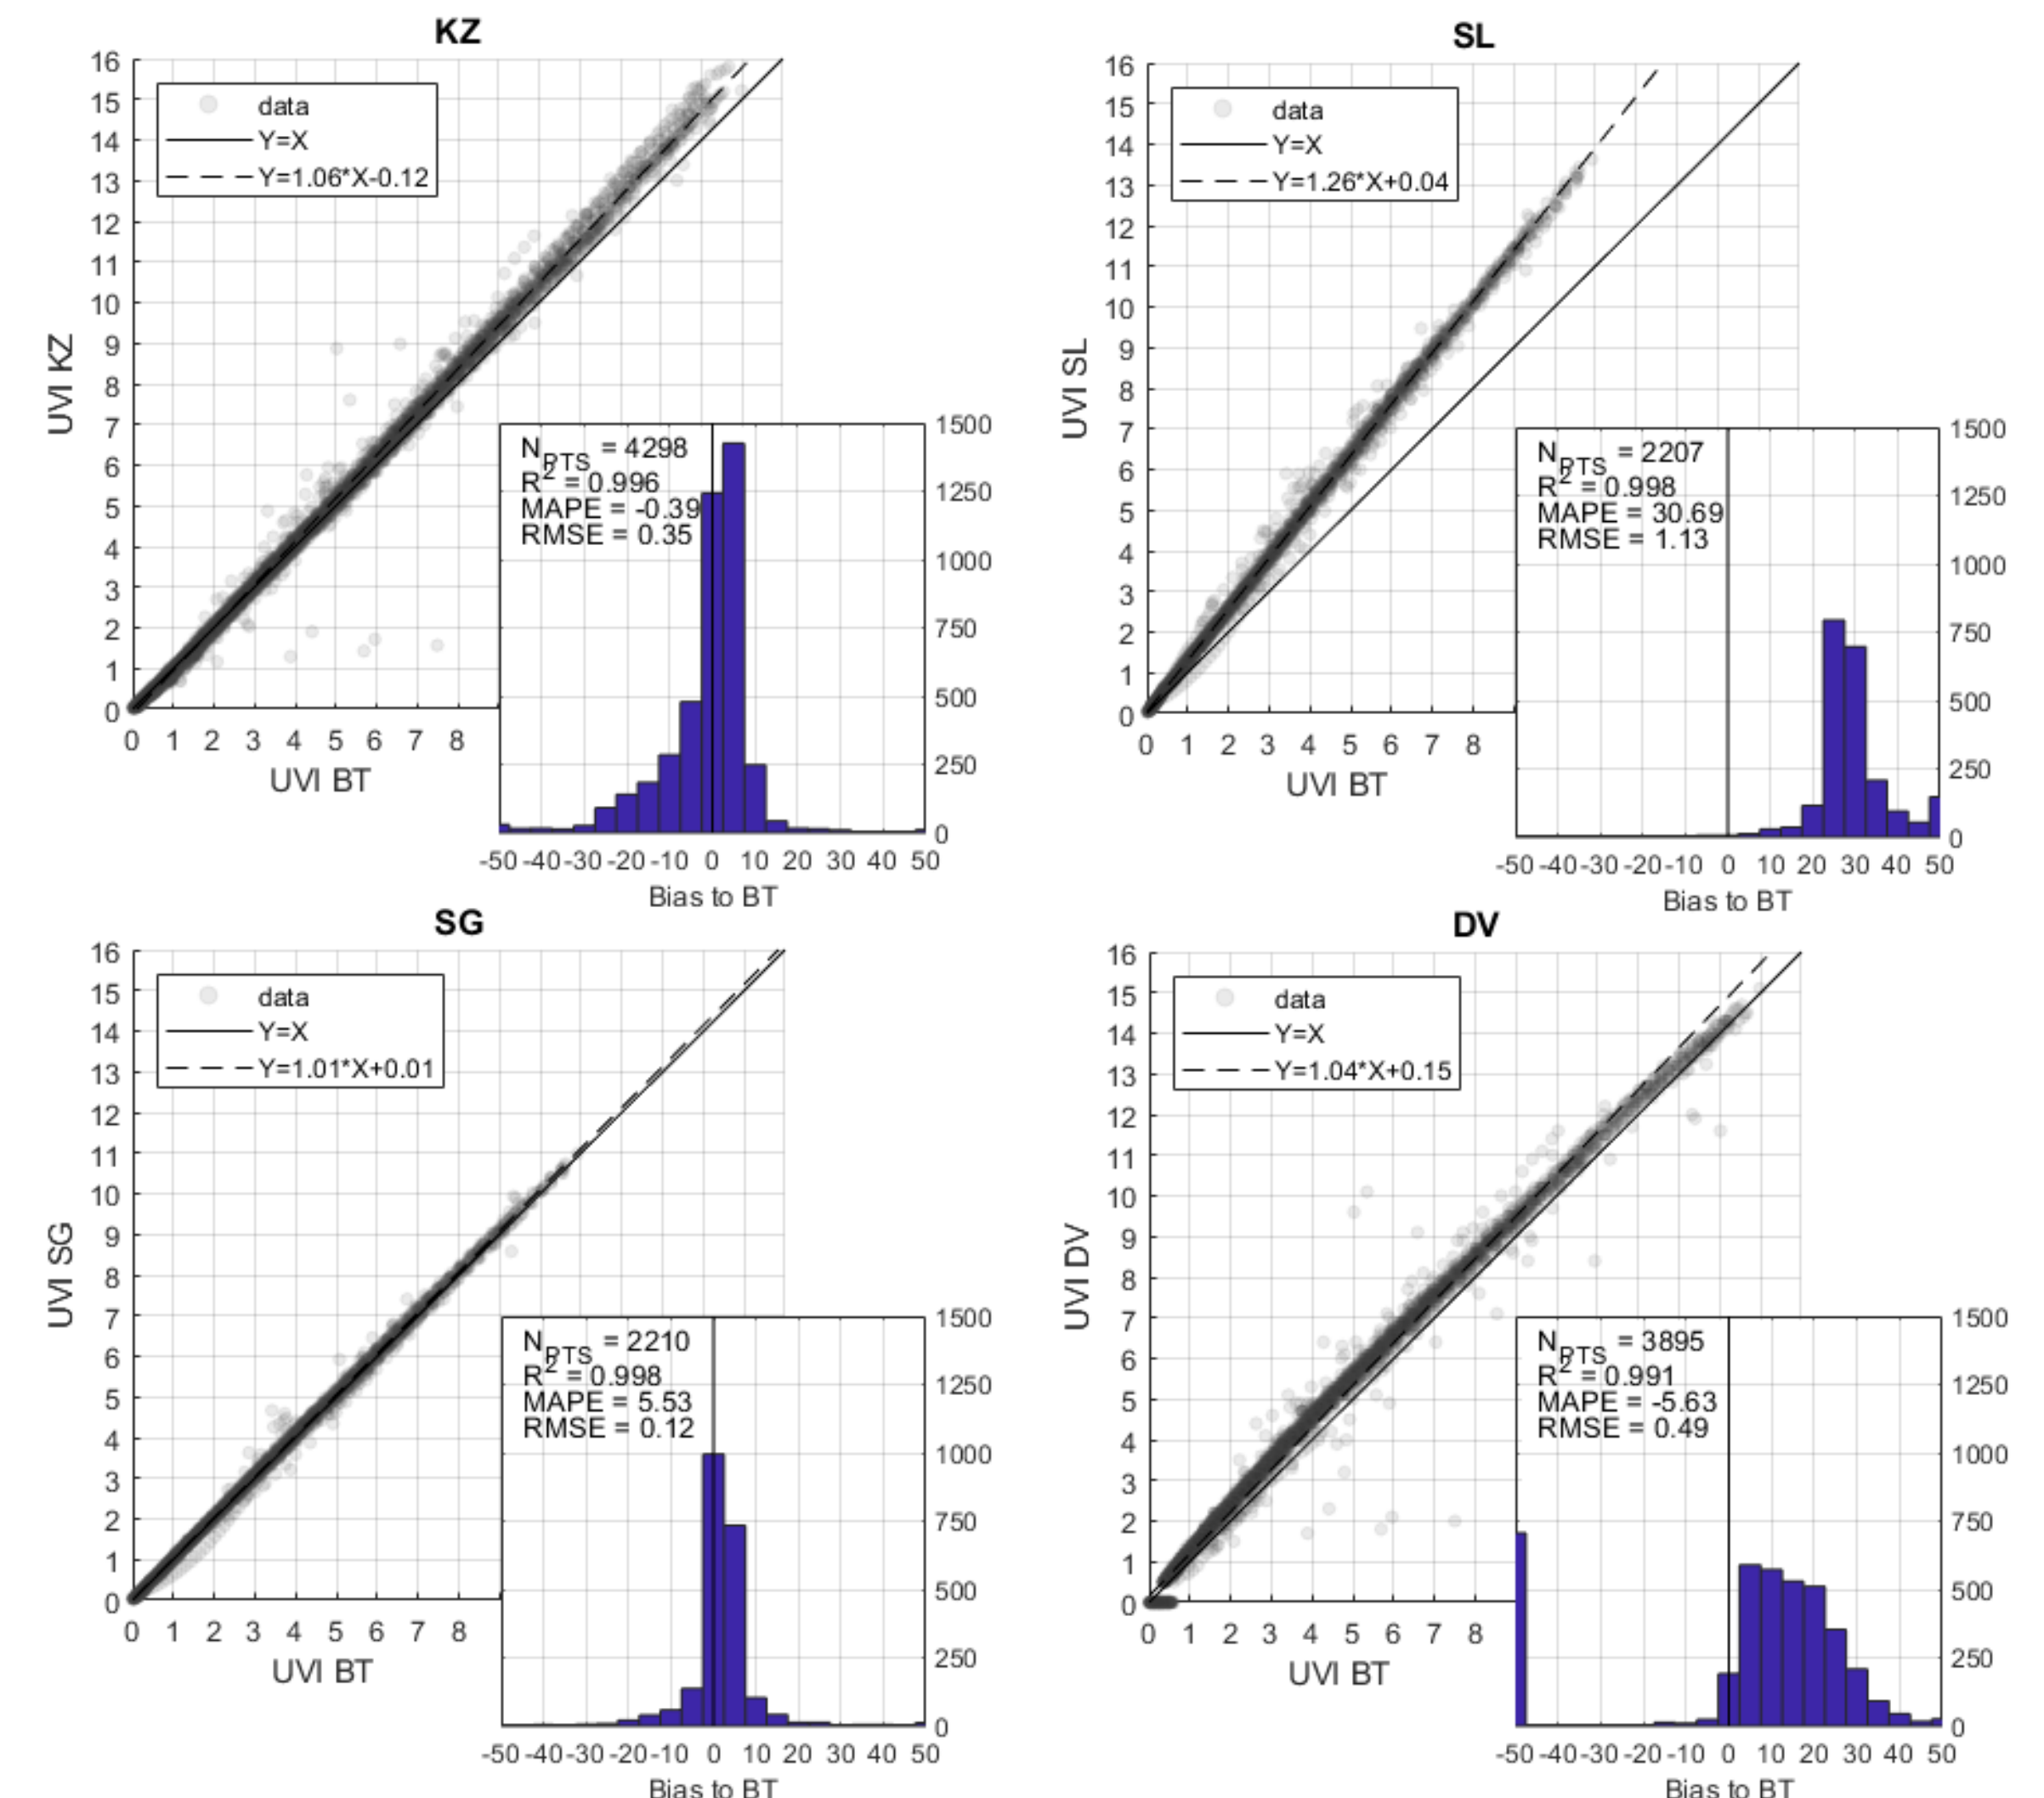 KZ
16
15
14
13
12
11
10
9
8
7
6
5
4
3
2
1
0
UVI KZ
data
Y=X
Y=1.06*X-0.12
0 1 2 3 4 5 6 7 8
UVI BT
N_PTS = 4298
R² = 0.996
MAPE = -0.39
RMSE = 0.35
1500
1250
1000
750
500
250
0
-50 -40 -30 -20 -10 0 10 20 30 40 50
Bias to BT
SL
16
15
14
13
12
11
10
9
8
7
6
5
4
3
2
1
0
UVI SL
data
Y=X
Y=1.26*X+0.04
0 1 2 3 4 5 6 7 8
UVI BT
N_PTS = 2207
R² = 0.998
MAPE = 30.69
RMSE = 1.13
1500
1250
1000
750
500
250
0
-50 -40 -30 -20 -10 0 10 20 30 40 50
Bias to BT
SG
16
15
14
13
12
11
10
9
8
7
6
5
4
3
2
1
0
UVI SG
data
Y=X
Y=1.01*X+0.01
0 1 2 3 4 5 6 7 8
UVI BT
N_PTS = 2210
R² = 0.998
MAPE = 5.53
RMSE = 0.12
1500
1250
1000
750
500
250
0
-50 -40 -30 -20 -10 0 10 20 30 40 50
Bias to BT
DV
16
15
14
13
12
11
10
9
8
7
6
5
4
3
2
1
0
UVI DV
data
Y=X
Y=1.04*X+0.15
0 1 2 3 4 5 6 7 8
UVI BT
N_PTS = 3895
R² = 0.991
MAPE = -5.63
RMSE = 0.49
1500
1250
1000
750
500
250
0
-50 -40 -30 -20 -10 0 10 20 30 40 50
Bias to BT